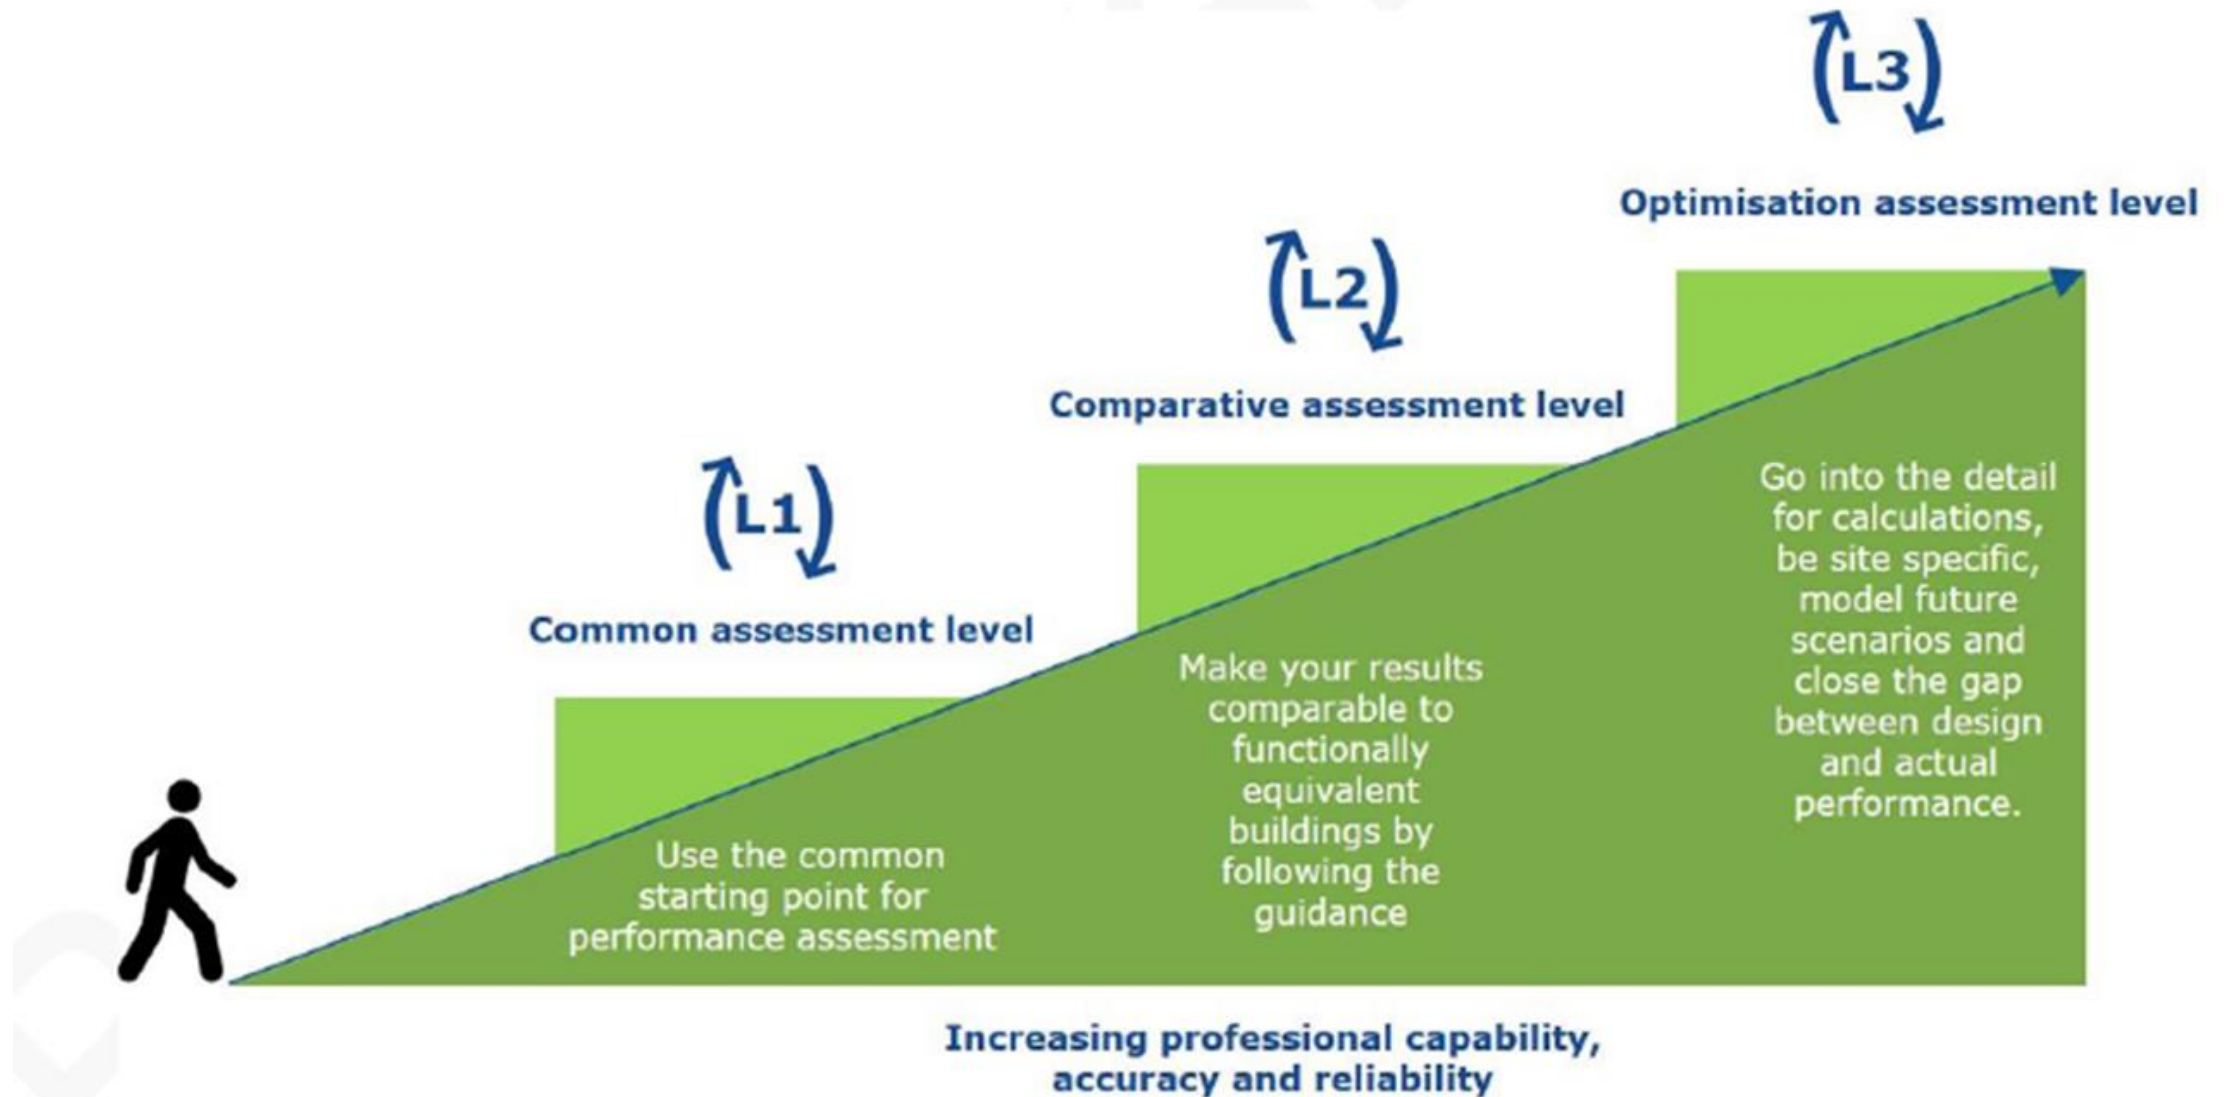 L1
Common assessment level
Use the common
starting point for
performance assessment
L2
Comparative assessment level
Make your results
comparable to
functionally
equivalent
buildings by
following the
guidance
L3
Optimisation assessment level
Go into the detail
for calculations,
be site specific,
model future
scenarios and
close the gap
between design
and actual
performance.
Increasing professional capability,
accuracy and reliability